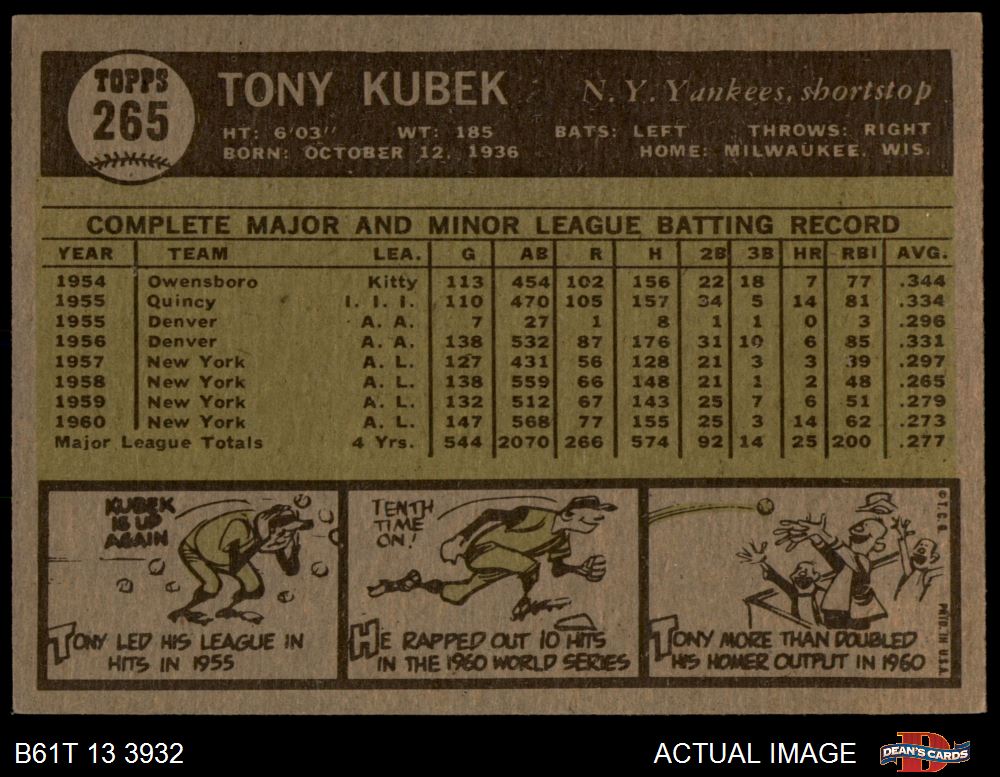 TOPPS
265
TONY KUBEK N. Y. Yankees, shortstop
HT: 6'03" WT: 185 BATS: LEFT THROWS: RIGHT
BORN: OCTOBER 12, 1936 HOME: MILWAUKEE, WIS.
COMPLETE MAJOR AND MINOR LEAGUE BATTING RECORD
YEAR TEAM LEA. G AB R H 2B 3B HR RBI AVG.
1954 Owensboro Kitty 113 454 102 156 22 18 7 77 .344
1955 Quincy I. I. I. 110 470 105 157 34 5 14 81 .334
1955 Denver A. A. 7 27 1 8 1 1 0 3 .296
1956 Denver A. A. 138 532 87 176 31 10 6 85 .331
1957 New York A. L. 127 431 56 128 21 3 3 39 .297
1958 New York A. L. 138 559 66 148 21 1 2 48 .265
1959 New York A. L. 132 512 67 143 25 7 6 51 .279
1960 New York A. L. 147 568 77 155 25 3 14 62 .273
Major League Totals 4 Yrs. 544 2070 266 574 92 14 25 200 .277
KUBEK
IS UP
AGAIN
TONY LED HIS LEAGUE IN
HITS IN 1955
TENTH
TIME
ON!
HE RAPPED OUT 10 HITS
IN THE 1960 WORLD SERIES
TONY MORE THAN DOUBLED
HIS HOMER OUTPUT IN 1960
© T. C. G. PRTD. IN U.S.A.
B61T 13 3932
ACTUAL IMAGE
DEAN'S CARDS